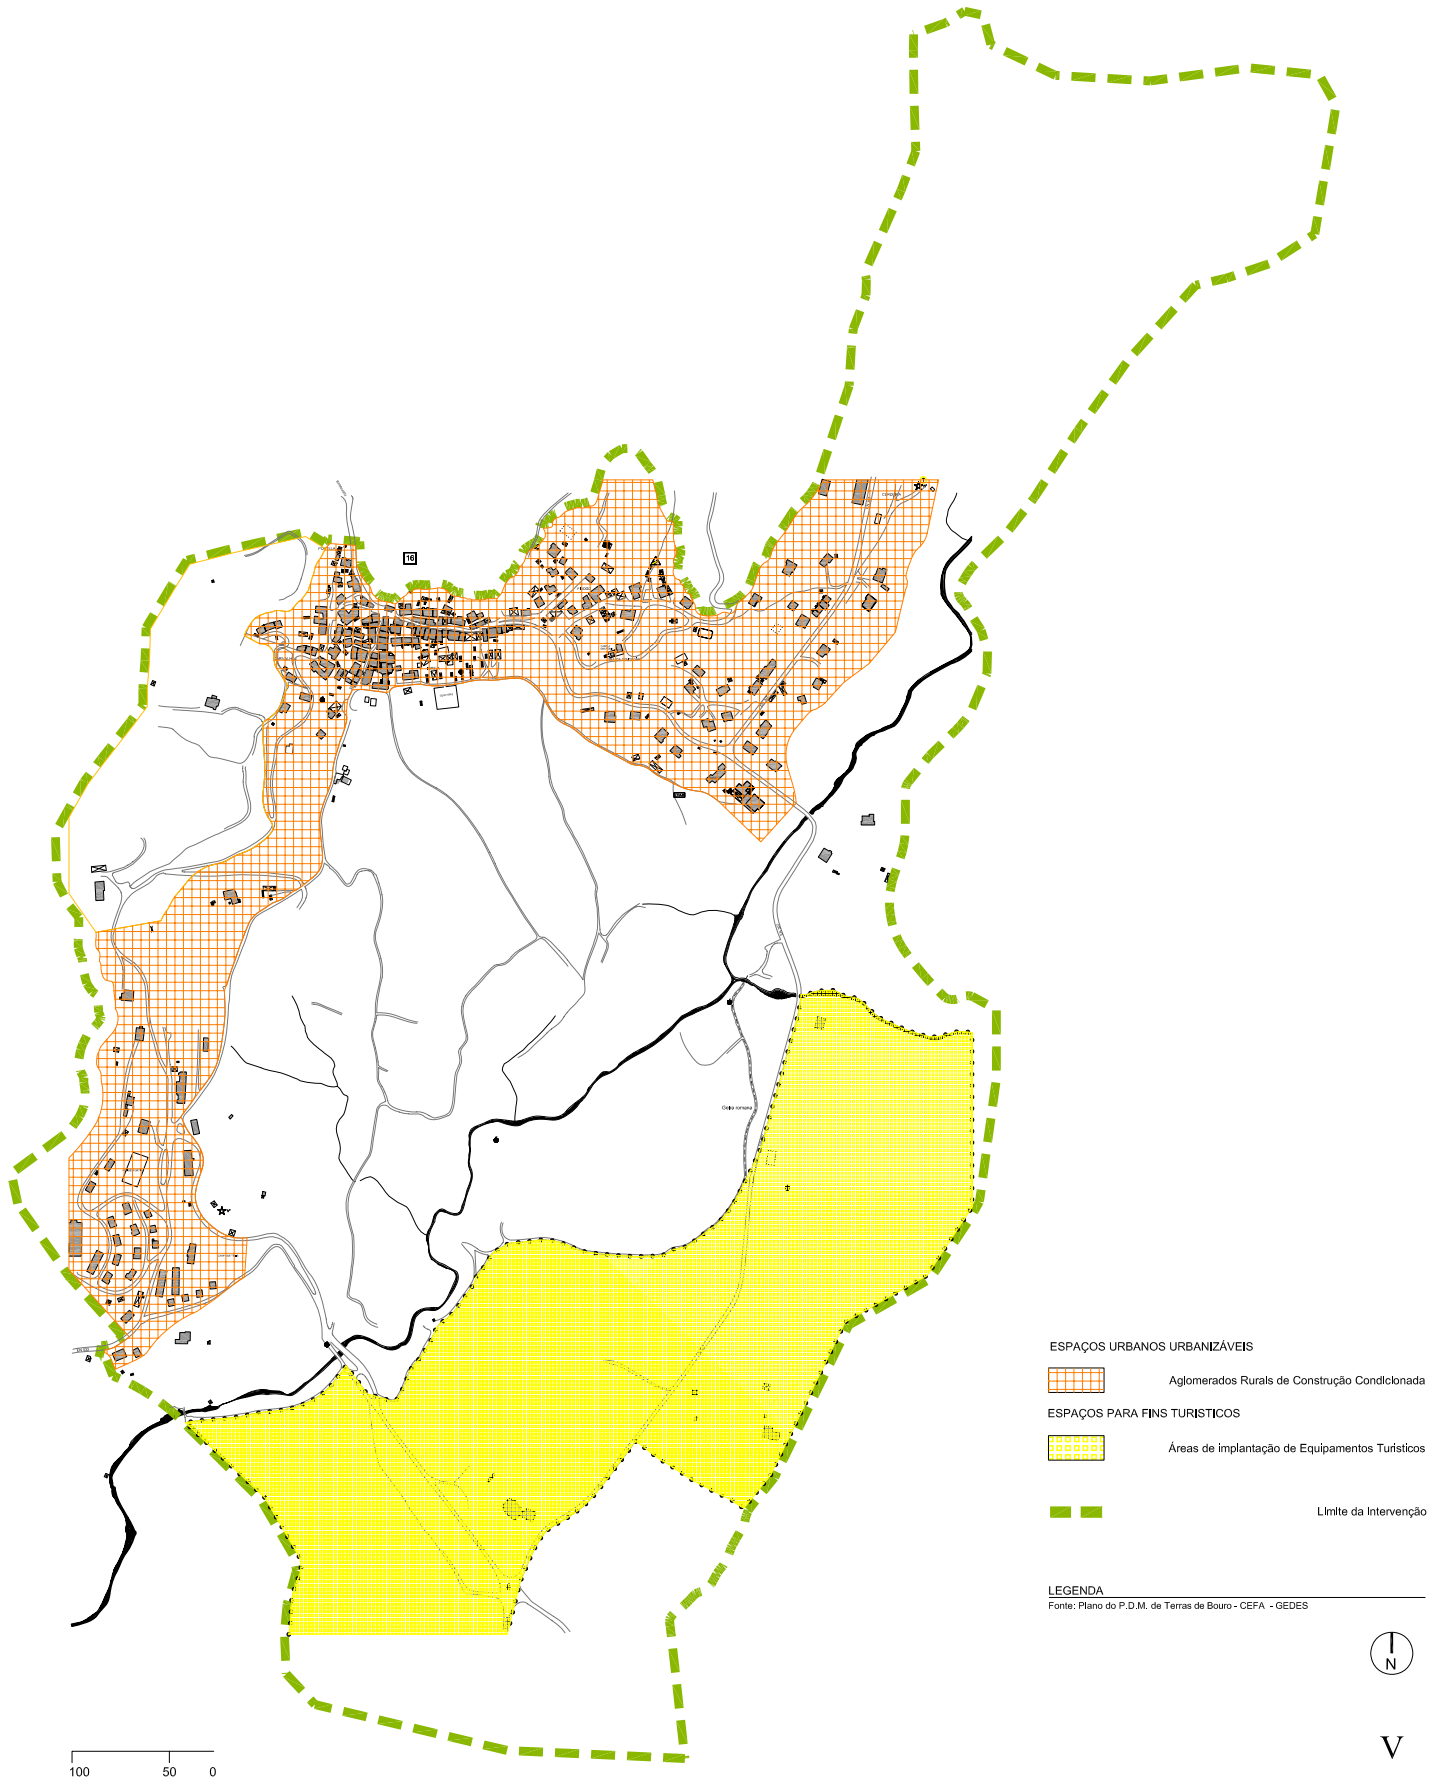 16
Geira romana
ESPAÇOS URBANOS URBANIZÁVEIS
Aglomerados Rurais de Construção Condicionada
ESPAÇOS PARA FINS TURISTICOS
Áreas de implantação de Equipamentos Turisticos
Limite da Intervenção
LEGENDA
Fonte: Plano do P.D.M. de Terras de Bouro - CEFA - GEDES
N
V
100 50 0